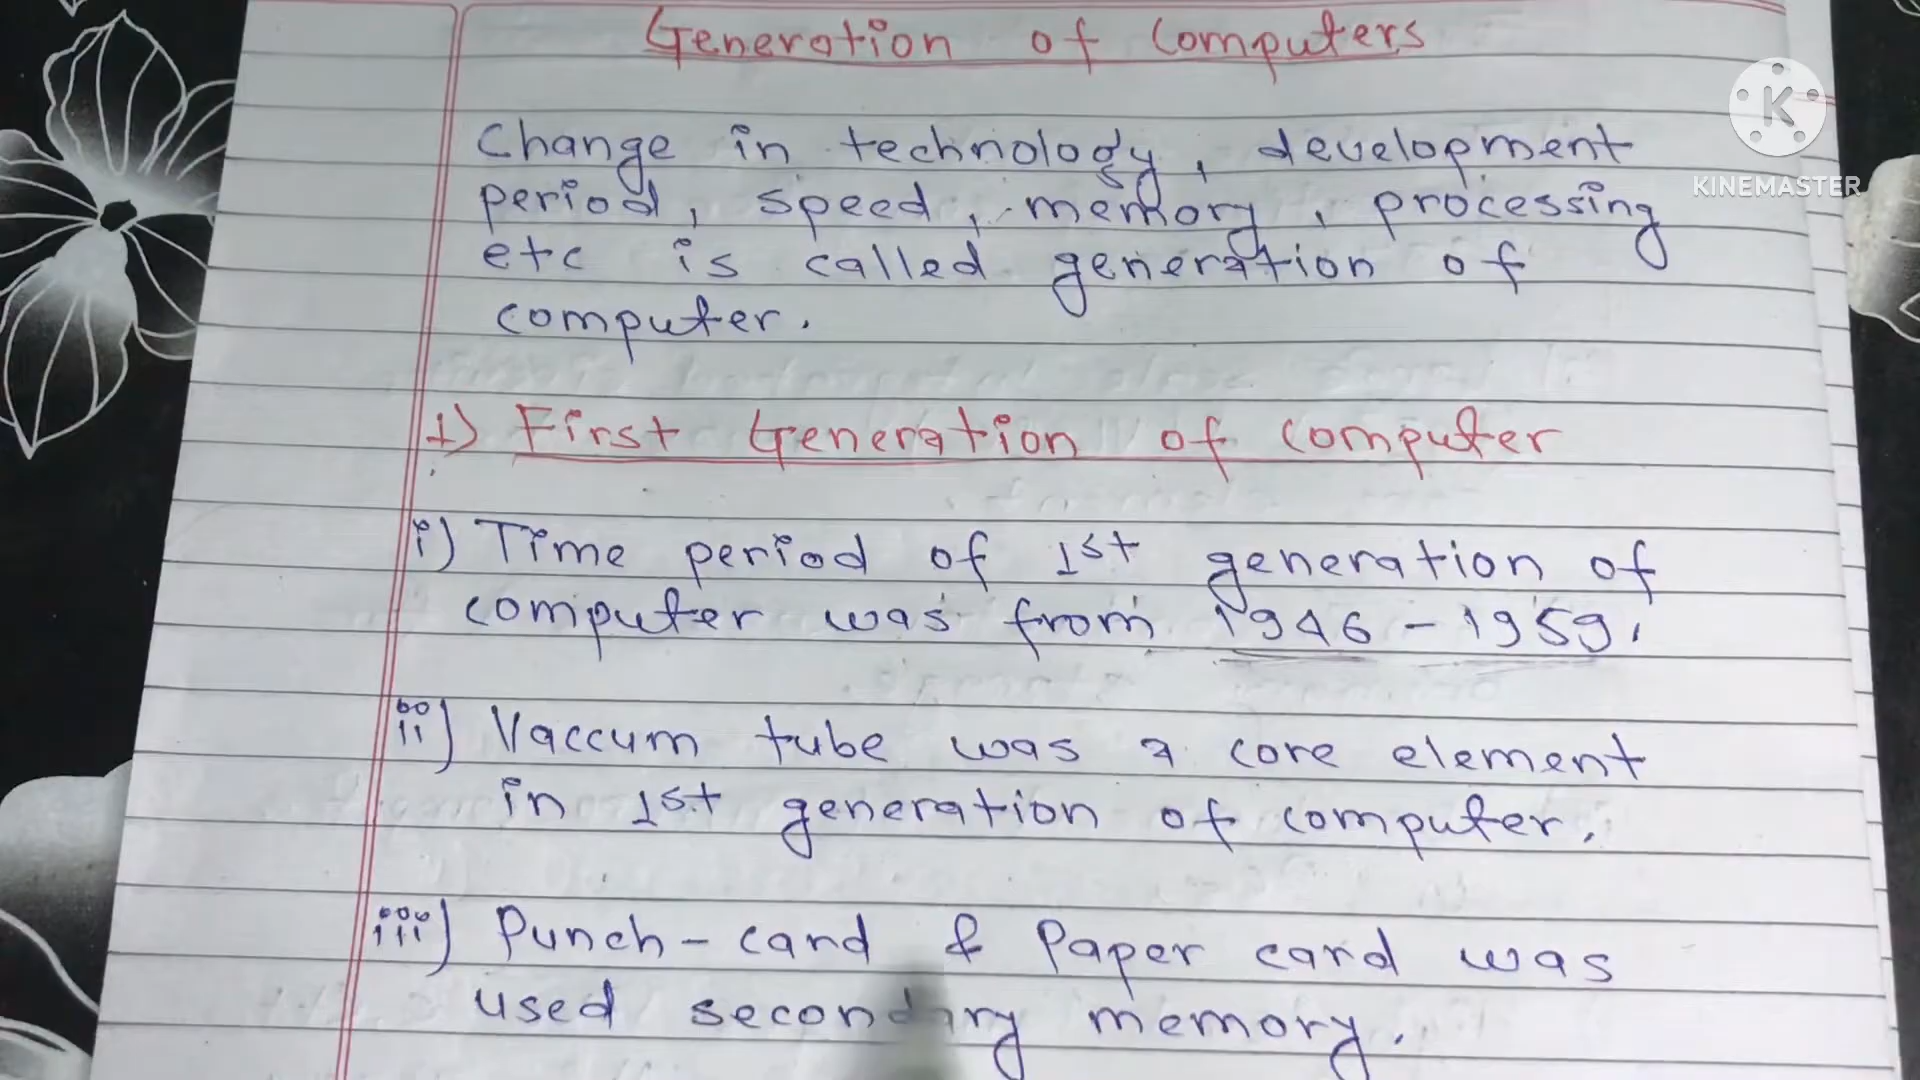 Generation of Computers
Change in technology, development
period, speed, memory, processing
etc is called generation of
computer.
1) First Generation of computer
i) Time period of 1st generation of
computer was from 1946 - 1959.
ii) Vaccum tube was a core element
in 1st generation of computer.
iii) Punch-card & Paper card was
used secondary memory.
K
KINEMASTER